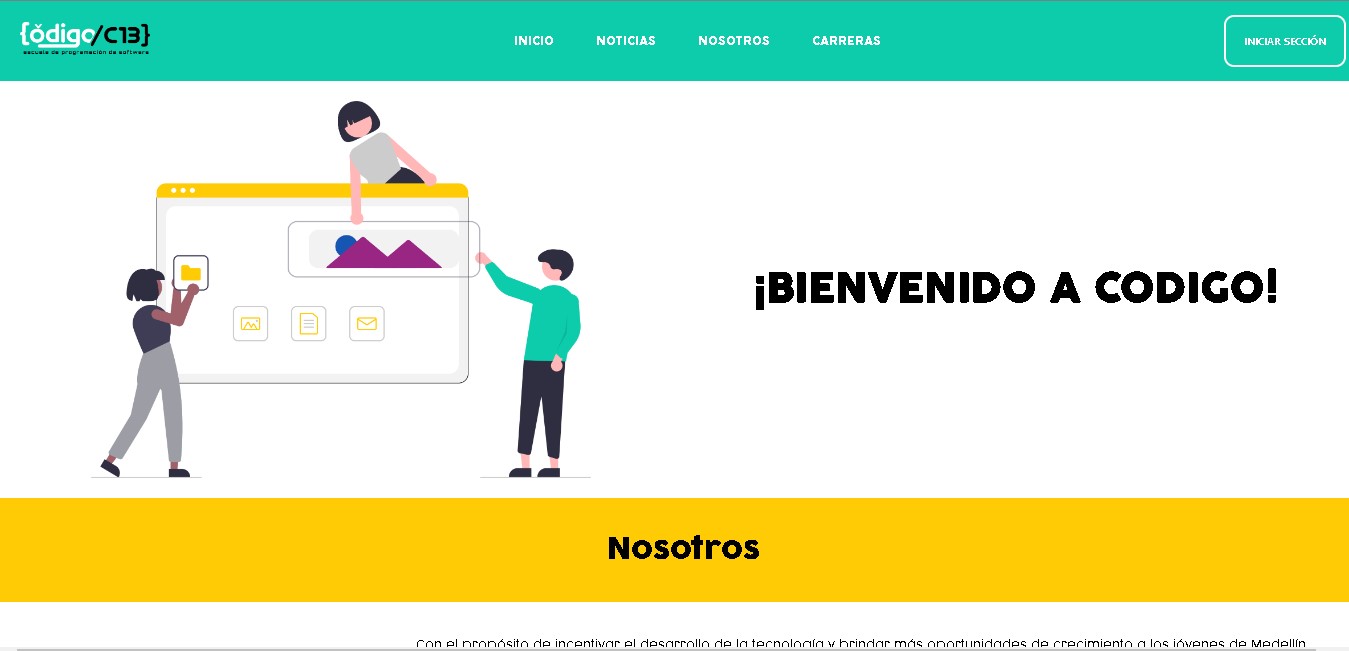 {ŏdigo/C13}
escuela de programación de software
INICIO
NOTICIAS
NOSOTROS
CARRERAS
INICIAR SECCIÓN
¡BIENVENIDO A CODIGO!
Nosotros
Con el propósito de incentivar el desarrollo de la tecnología y brindar más oportunidades de crecimiento a los jóvenes de Medellín